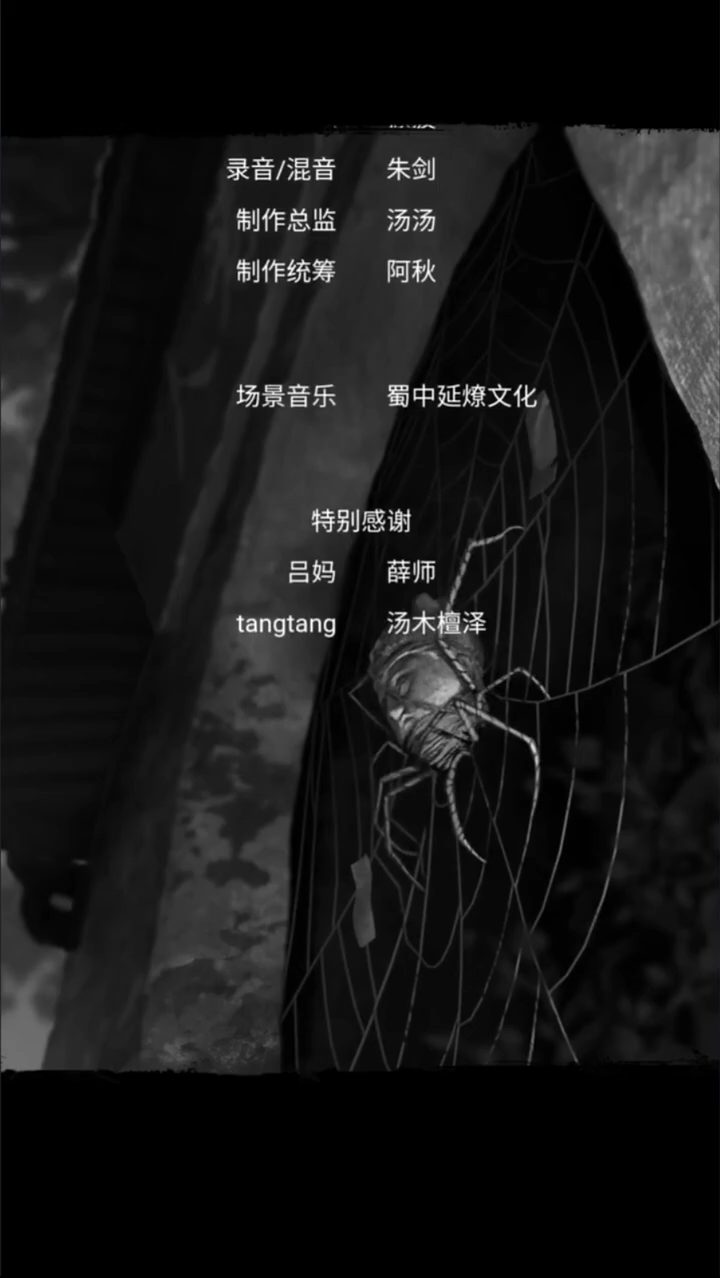 录音/混音 朱剑
制作总监 汤汤
制作统筹 阿秋
场景音乐 蜀中延燎文化
特别感谢
吕妈 薛师
tangtang 汤木檀泽